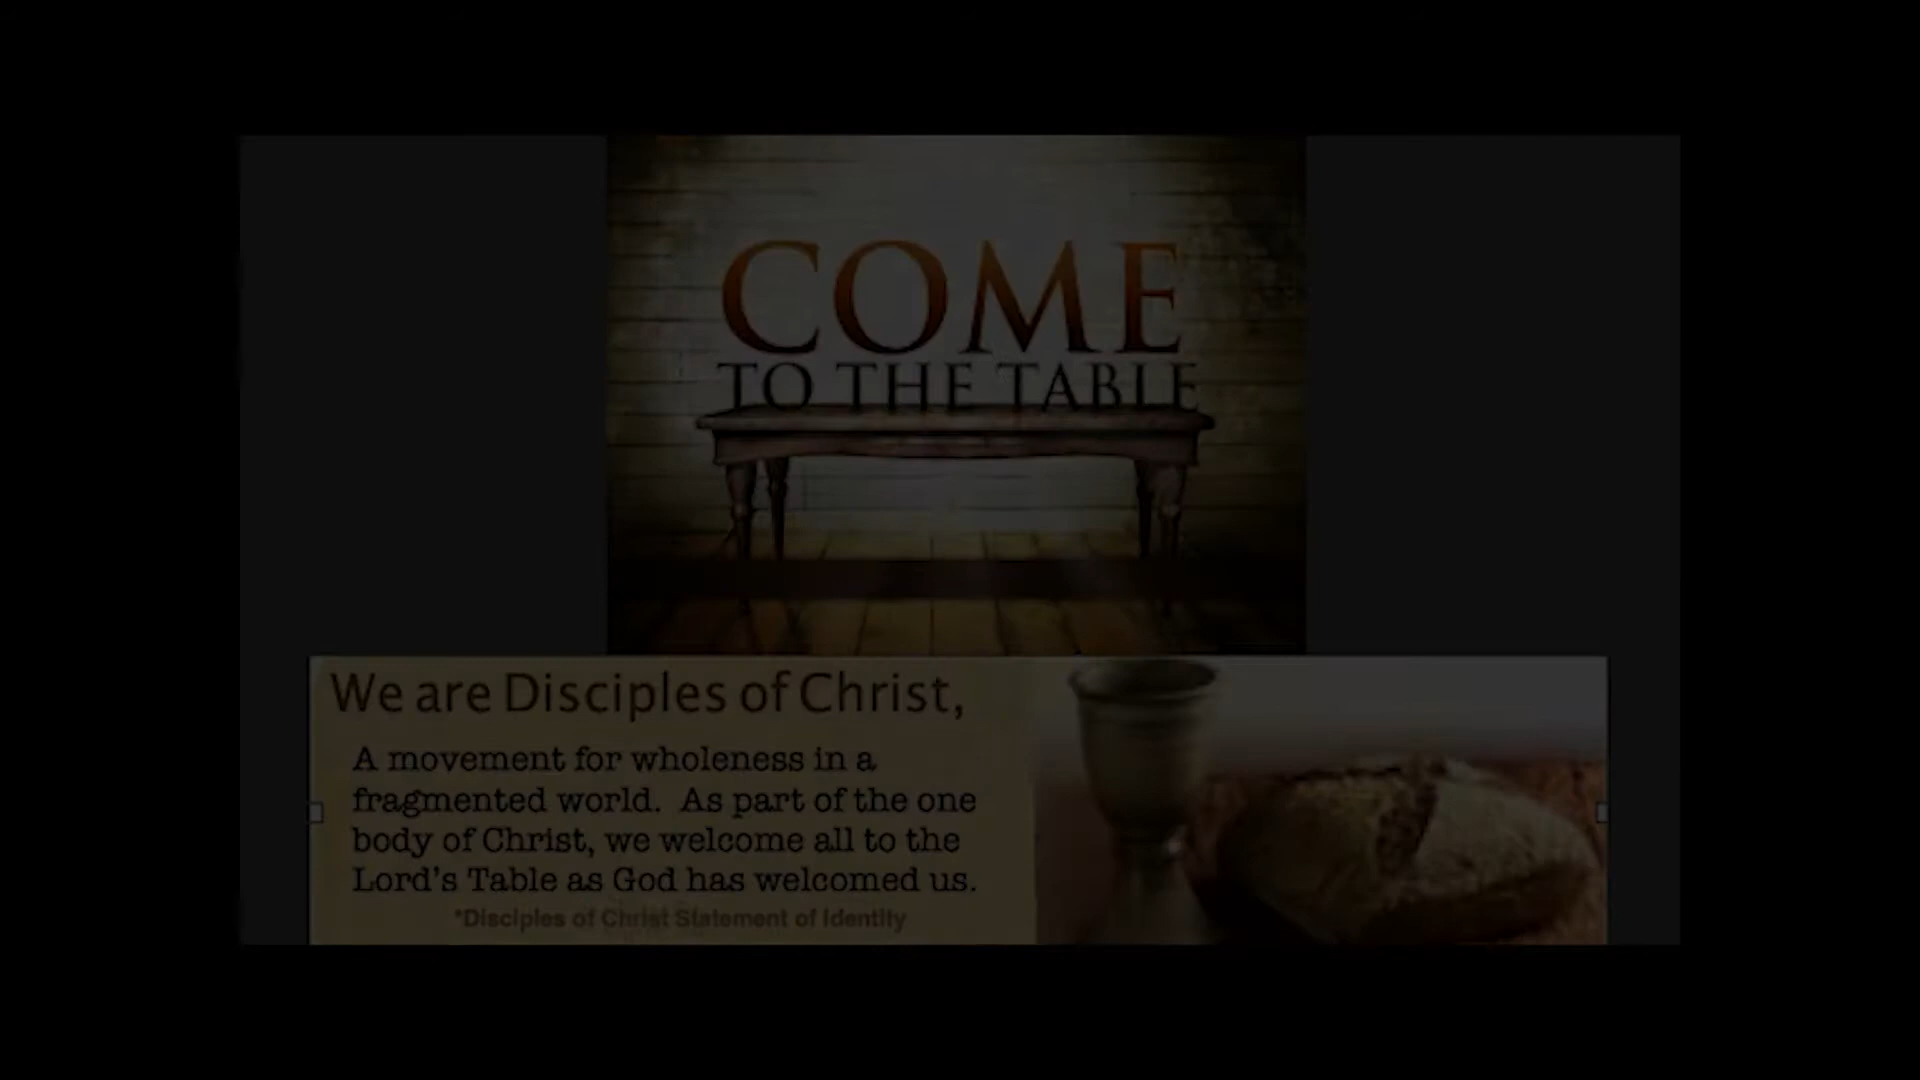 COME
TO THE TABLE
We are Disciples of Christ,
A movement for wholeness in a
fragmented world.  As part of the one
body of Christ, we welcome all to the
Lord's Table as God has welcomed us.
*Disciples of Christ Statement of Identity